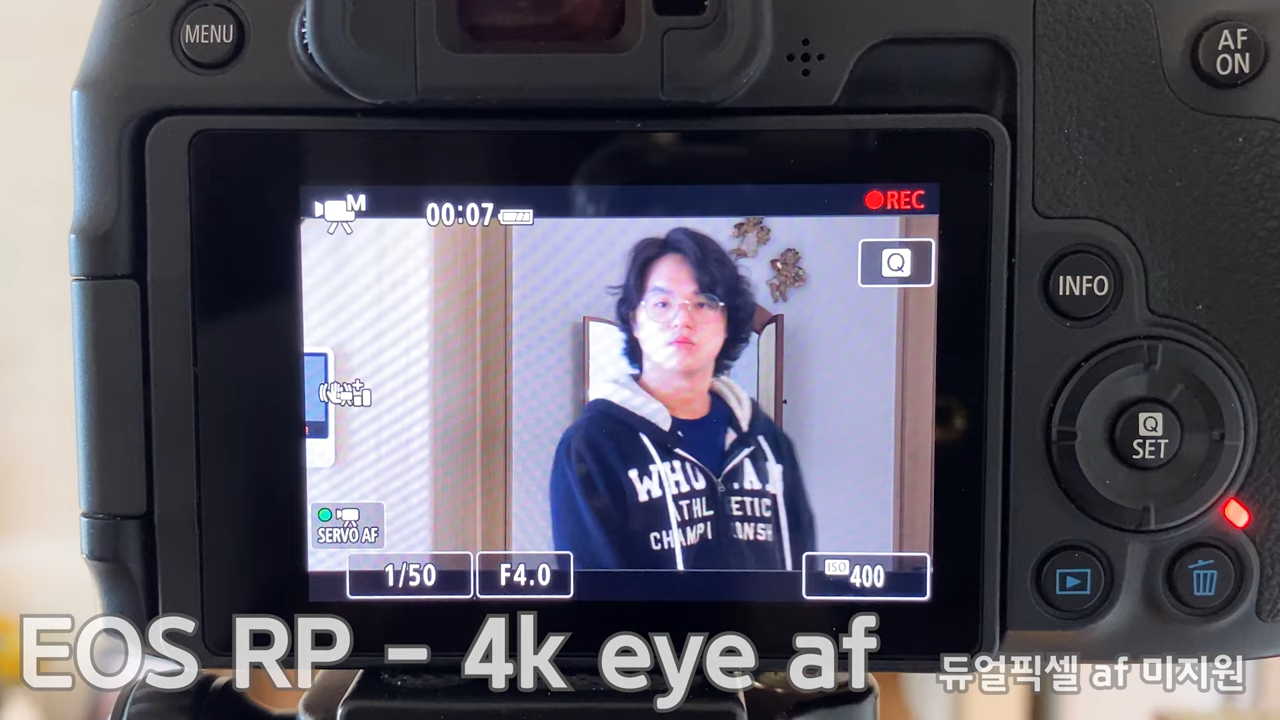 MENU
AF
ON
M
00:07
REC
Q
INFO
Q
SET
SERVO AF
1/50
F4.0
ISO
400
ATHLETIC
EOS RP - 4k eye af
듀얼픽셀 af 미지원